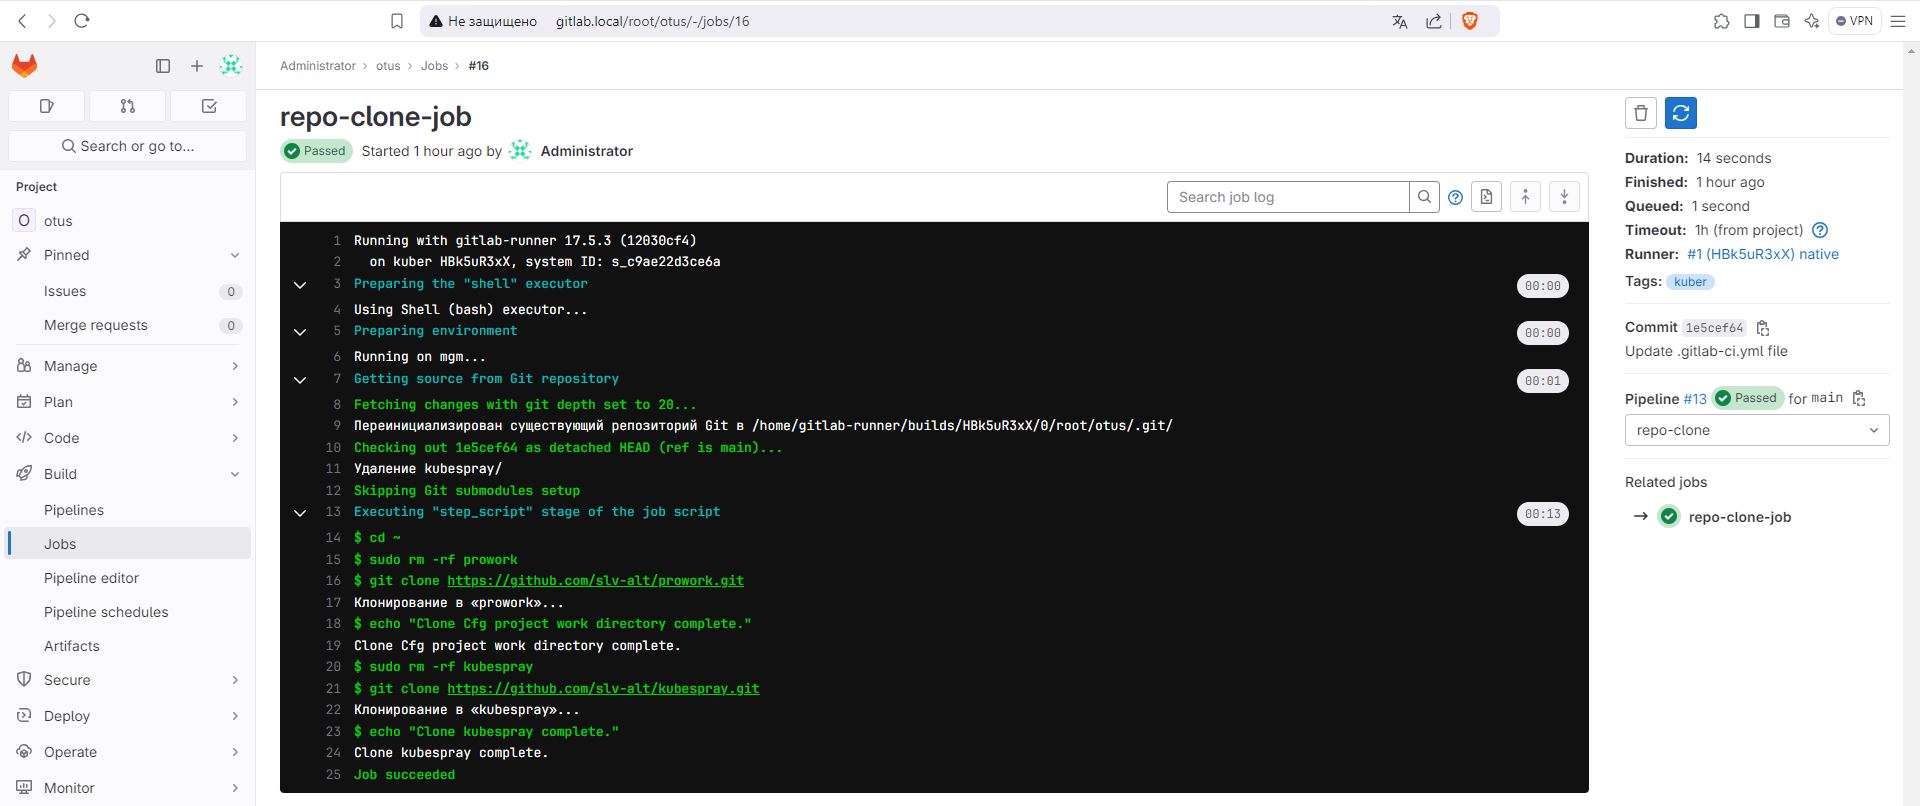 Не защищено gitlab.local/root/otus/-/jobs/16
VPN
Search or go to...
Project
O otus
Pinned
Issues 0
Merge requests 0
Manage
Plan
Code
Build
Pipelines
Jobs
Pipeline editor
Pipeline schedules
Artifacts
Secure
Deploy
Operate
Monitor
Administrator › otus › Jobs › #16
repo-clone-job
Passed Started 1 hour ago by Administrator
Search job log
1 Running with gitlab-runner 17.5.3 (12030cf4)
2 on kuber HBk5uR3xX, system ID: s_c9ae22d3ce6a
3 Preparing the "shell" executor 00:00
4 Using Shell (bash) executor...
5 Preparing environment 00:00
6 Running on mgm...
7 Getting source from Git repository 00:01
8 Fetching changes with git depth set to 20...
9 Переинициализирован существующий репозиторий Git в /home/gitlab-runner/builds/HBk5uR3xX/0/root/otus/.git/
10 Checking out 1e5cef64 as detached HEAD (ref is main)...
11 Удаление kubespray/
12 Skipping Git submodules setup
13 Executing "step_script" stage of the job script 00:13
14 $ cd ~
15 $ sudo rm -rf prowork
16 $ git clone https://github.com/slv-alt/prowork.git
17 Клонирование в «prowork»...
18 $ echo "Clone Cfg project work directory complete."
19 Clone Cfg project work directory complete.
20 $ sudo rm -rf kubespray
21 $ git clone https://github.com/slv-alt/kubespray.git
22 Клонирование в «kubespray»...
23 $ echo "Clone kubespray complete."
24 Clone kubespray complete.
25 Job succeeded
Duration: 14 seconds
Finished: 1 hour ago
Queued: 1 second
Timeout: 1h (from project)
Runner: #1 (HBk5uR3xX) native
Tags: kuber
Commit 1e5cef64
Update .gitlab-ci.yml file
Pipeline #13 Passed for main
repo-clone
Related jobs
→ repo-clone-job